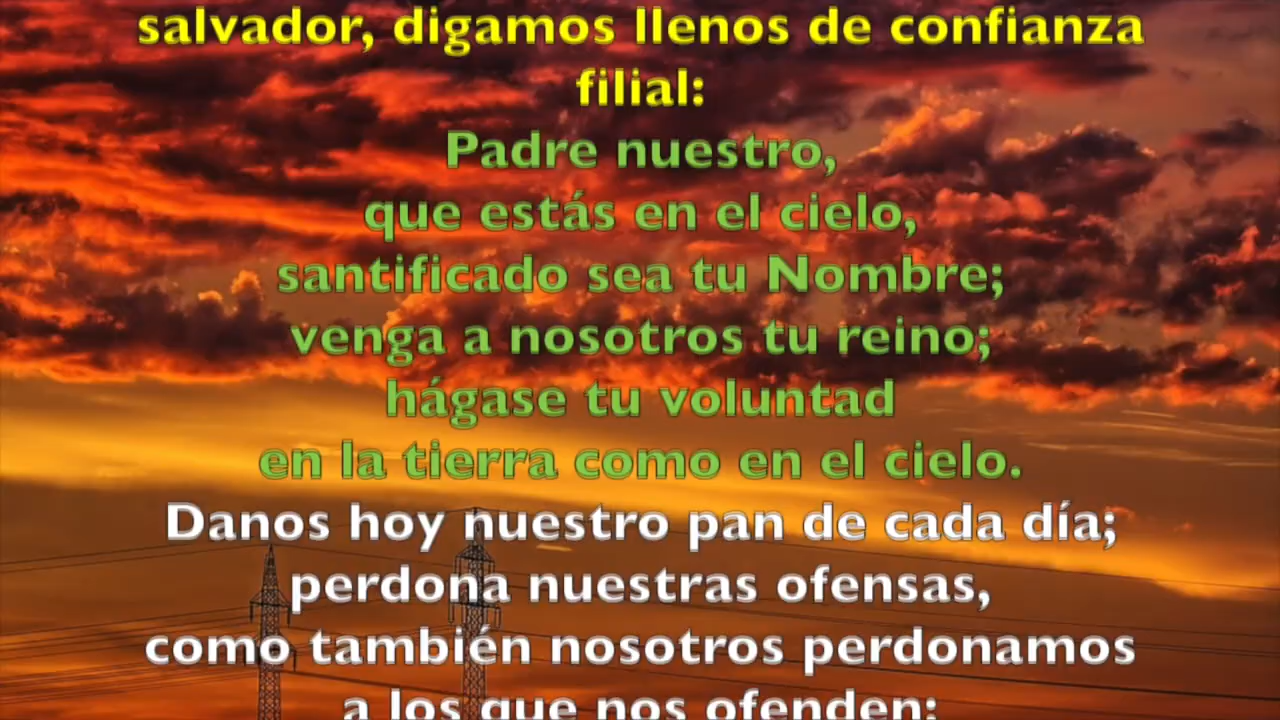 salvador, digamos llenos de confianza
filial:
Padre nuestro,
que estás en el cielo,
santificado sea tu Nombre;
venga a nosotros tu reino;
hágase tu voluntad
en la tierra como en el cielo.
Danos hoy nuestro pan de cada día;
perdona nuestras ofensas,
como también nosotros perdonamos
a los que nos ofenden;